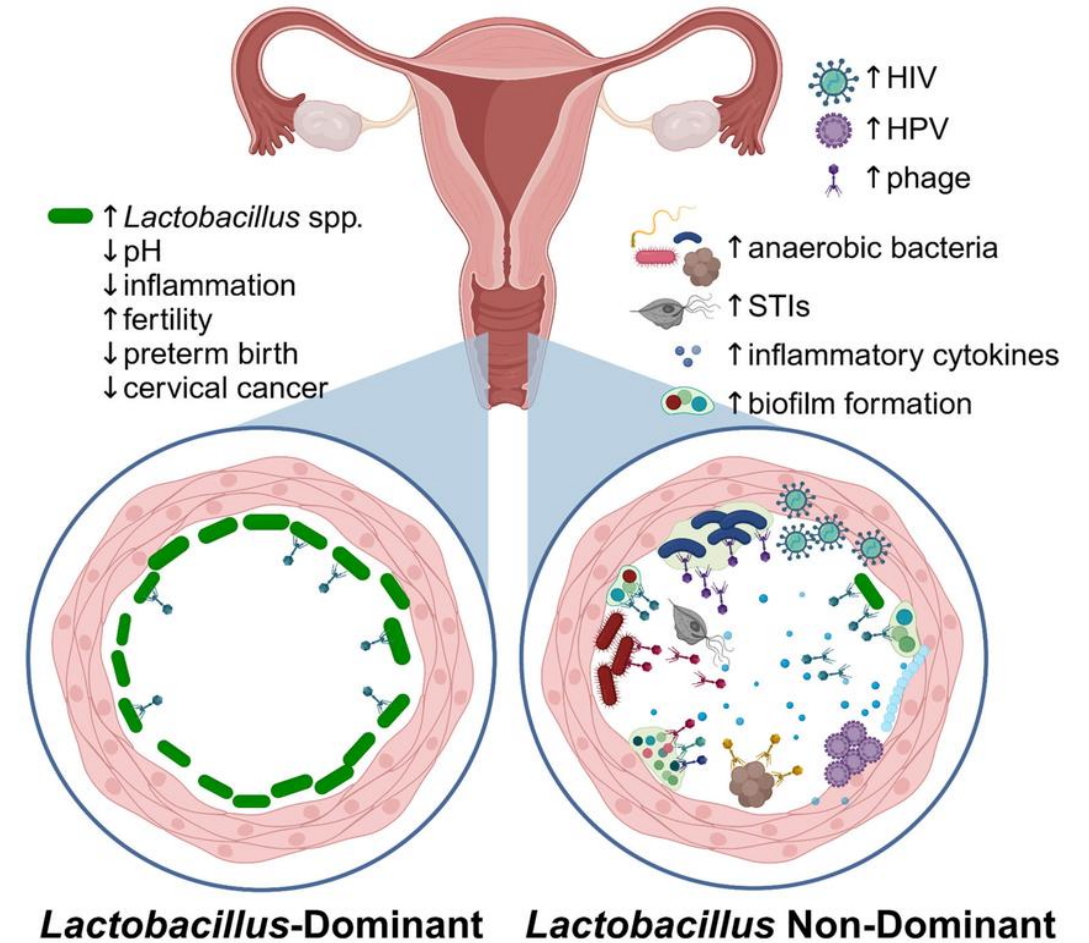 ↑HIV
↑HPV
↑phage
↑Lactobacillus spp.
↓pH
↓inflammation
↑fertility
↓preterm birth
↓cervical cancer
↑anaerobic bacteria
↑STIs
↑inflammatory cytokines
↑biofilm formation
Lactobacillus-Dominant
Lactobacillus Non-Dominant